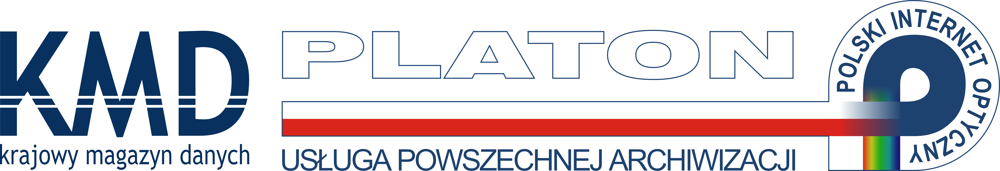 KMD
krajowy magazyn danych
PLATON
USŁUGA POWSZECHNEJ ARCHIWIZACJI
POLSKI INTERNET OPTYCZNY